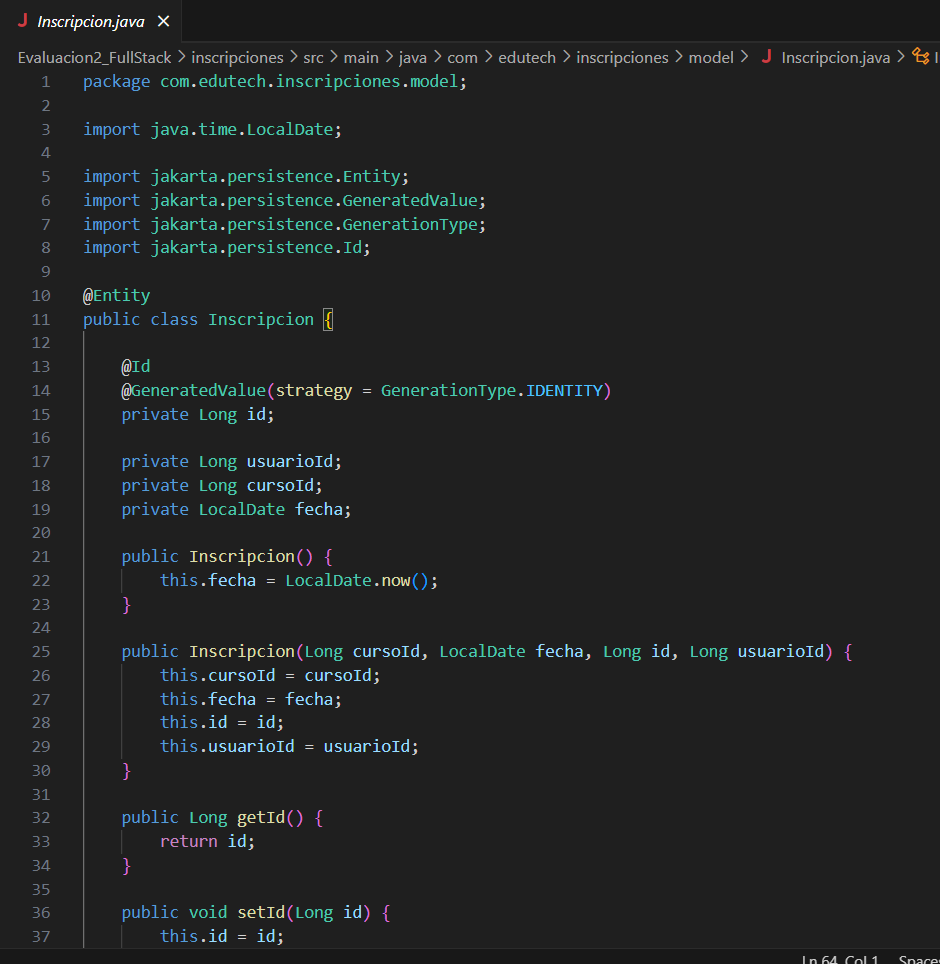 J Inscripcion.java ×
Evaluacion2_FullStack > inscripciones > src > main > java > com > edutech > inscripciones > model > J Inscripcion.java >
1 package com.edutech.inscripciones.model;
2
3 import java.time.LocalDate;
4
5 import jakarta.persistence.Entity;
6 import jakarta.persistence.GeneratedValue;
7 import jakarta.persistence.GenerationType;
8 import jakarta.persistence.Id;
9
10 @Entity
11 public class Inscripcion {
12
13 @Id
14 @GeneratedValue(strategy = GenerationType.IDENTITY)
15 private Long id;
16
17 private Long usuarioId;
18 private Long cursoId;
19 private LocalDate fecha;
20
21 public Inscripcion() {
22 this.fecha = LocalDate.now();
23 }
24
25 public Inscripcion(Long cursoId, LocalDate fecha, Long id, Long usuarioId) {
26 this.cursoId = cursoId;
27 this.fecha = fecha;
28 this.id = id;
29 this.usuarioId = usuarioId;
30 }
31
32 public Long getId() {
33 return id;
34 }
35
36 public void setId(Long id) {
37 this.id = id;
Ln 64, Col 1 Spaces